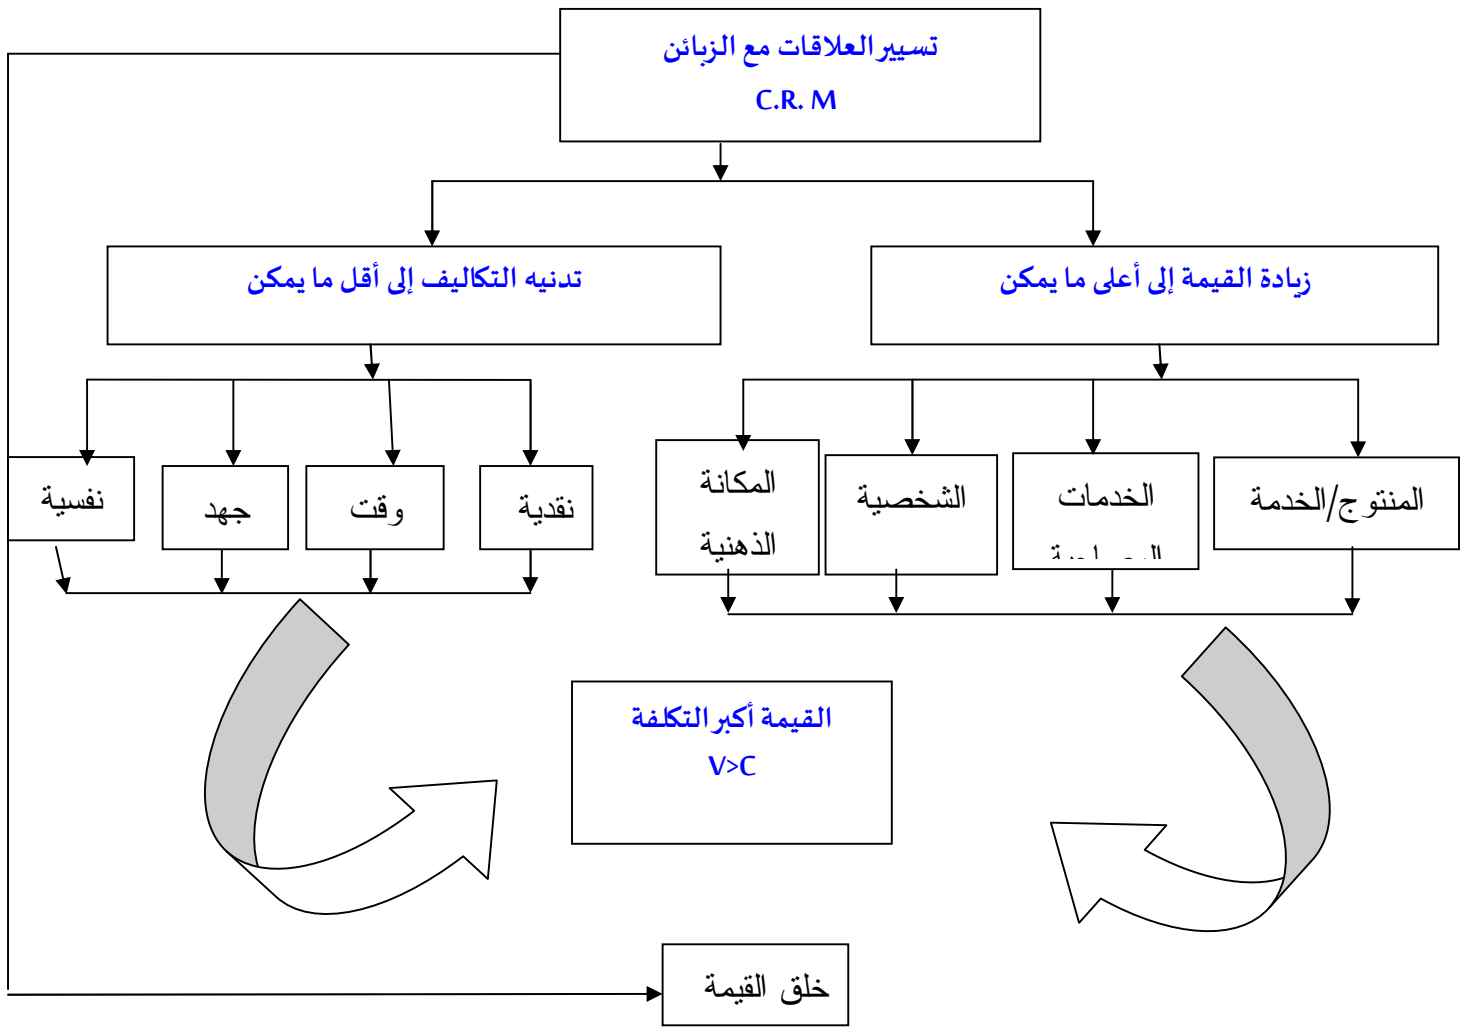 تسيير العلاقات مع الزبائن
C.R. M
زيادة القيمة إلى أعلى ما يمكن
تدنيه التكاليف إلى أقل ما يمكن
المنتوج/الخدمة
الخدمات
الشخصية
المكانة
الذهنية
نقدية
وقت
جهد
نفسية
القيمة أكبر التكلفة
V>C
خلق القيمة